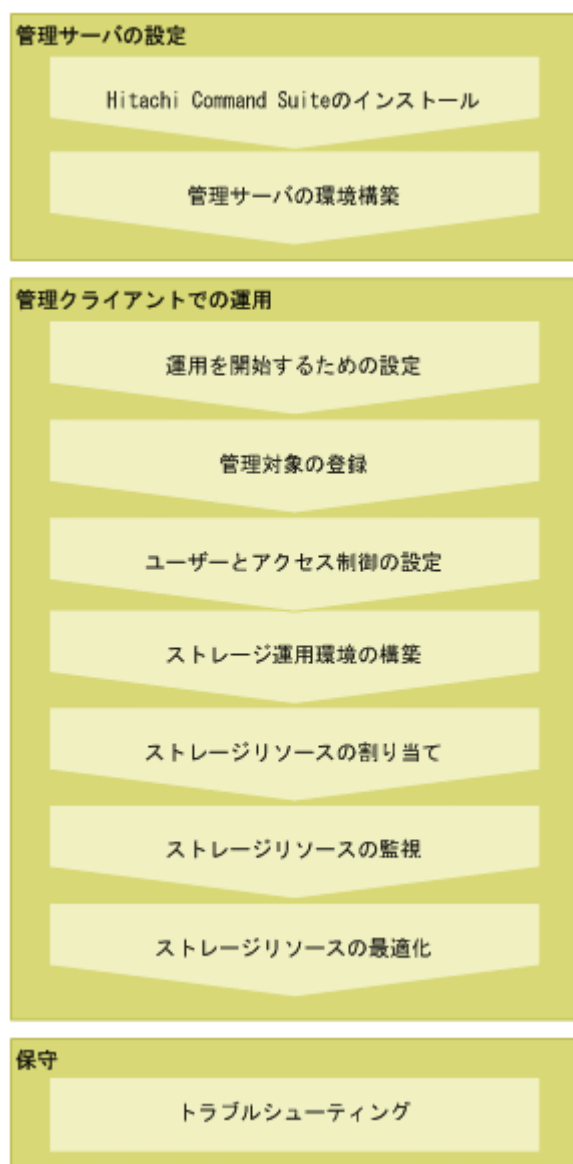 管理サーバの設定
Hitachi Command Suiteのインストール
管理サーバの環境構築
管理クライアントでの運用
運用を開始するための設定
管理対象の登録
ユーザーとアクセス制御の設定
ストレージ運用環境の構築
ストレージリソースの割り当て
ストレージリソースの監視
ストレージリソースの最適化
保守
トラブルシューティング